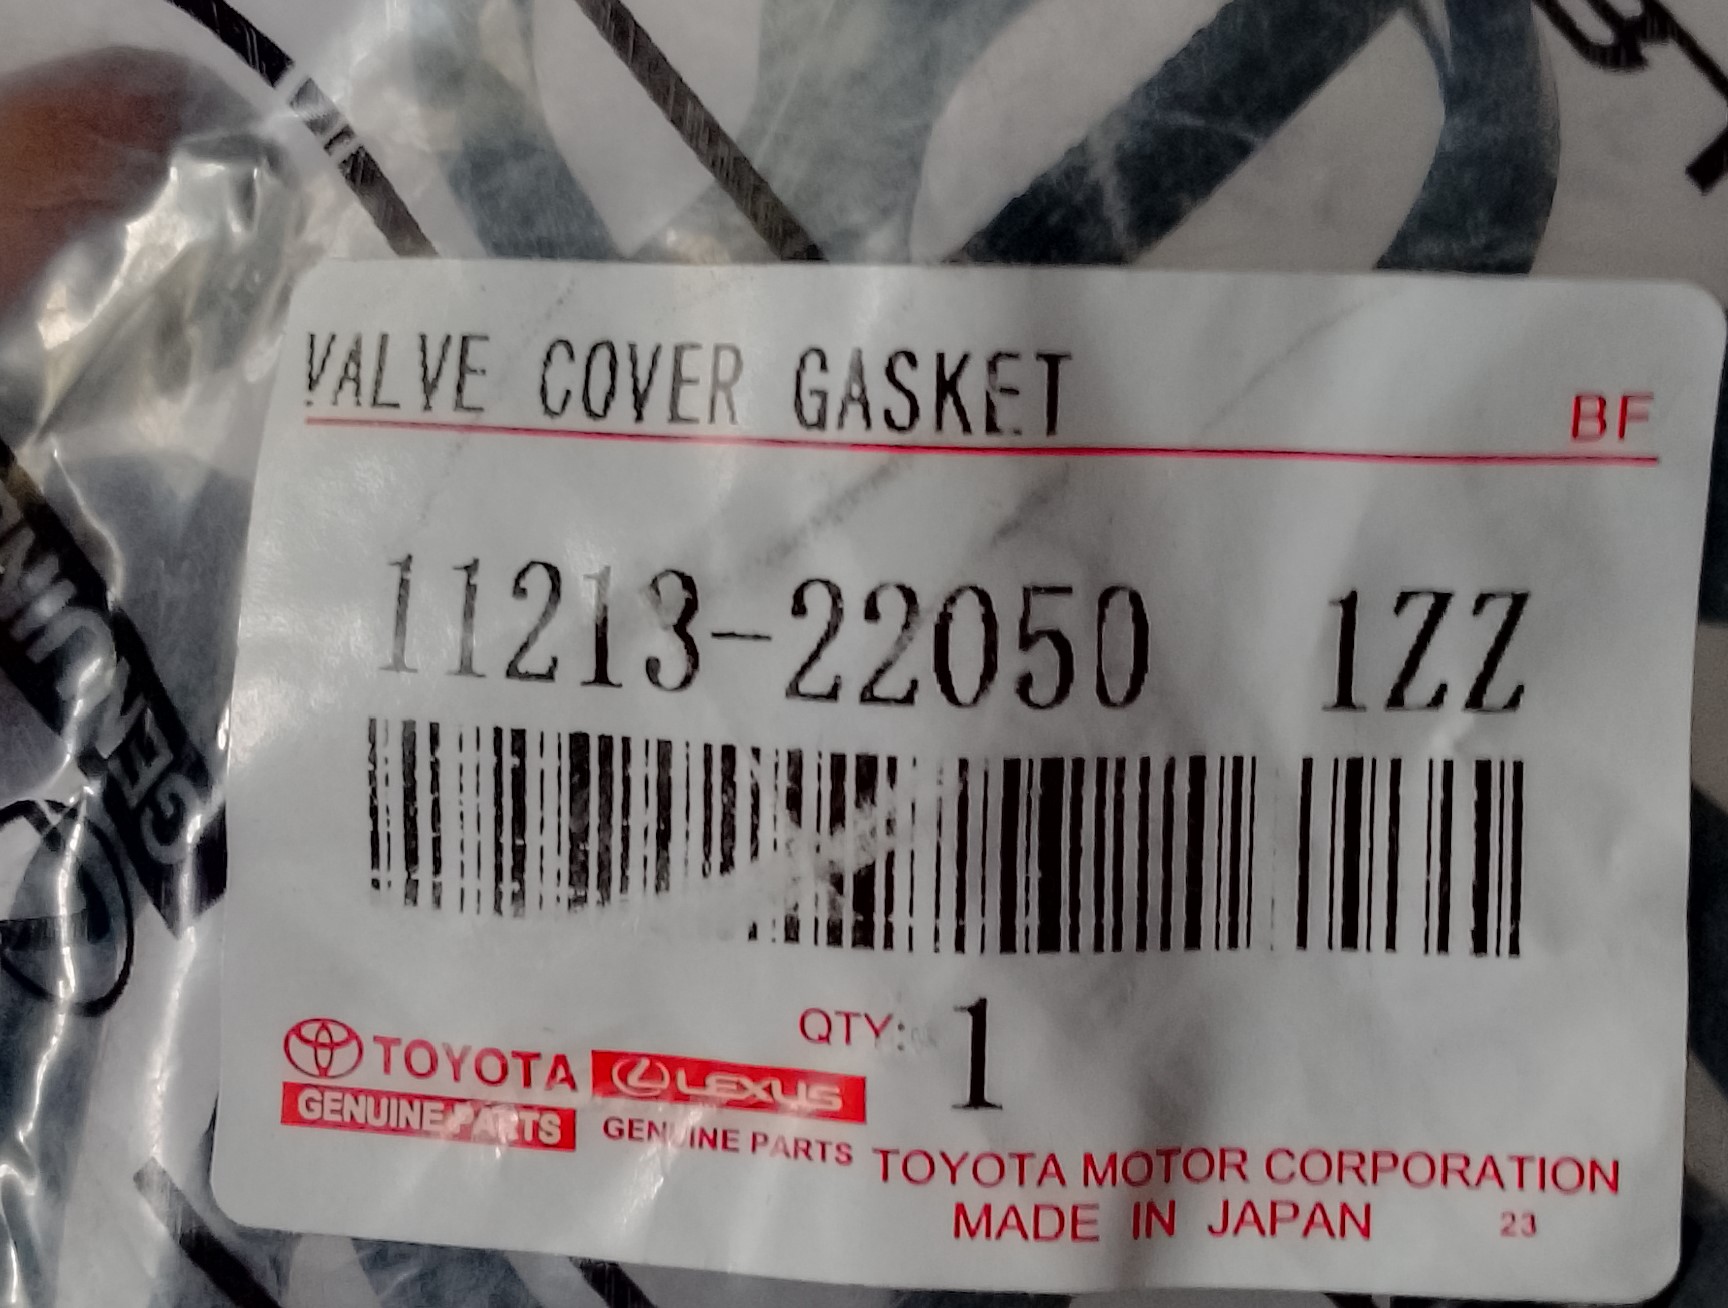 VALVE COVER GASKET
BF
11213-22050 1ZZ
QTY: 1
TOYOTA
GENUINE PARTS
LEXUS
GENUINE PARTS
TOYOTA MOTOR CORPORATION
MADE IN JAPAN 23